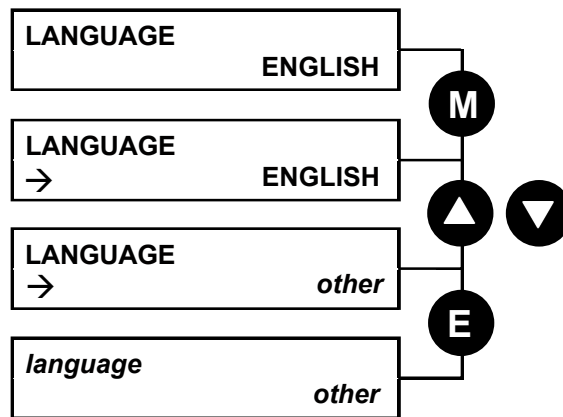 LANGUAGE
ENGLISH
M
LANGUAGE
→ ENGLISH
LANGUAGE
→ other
E
language
other